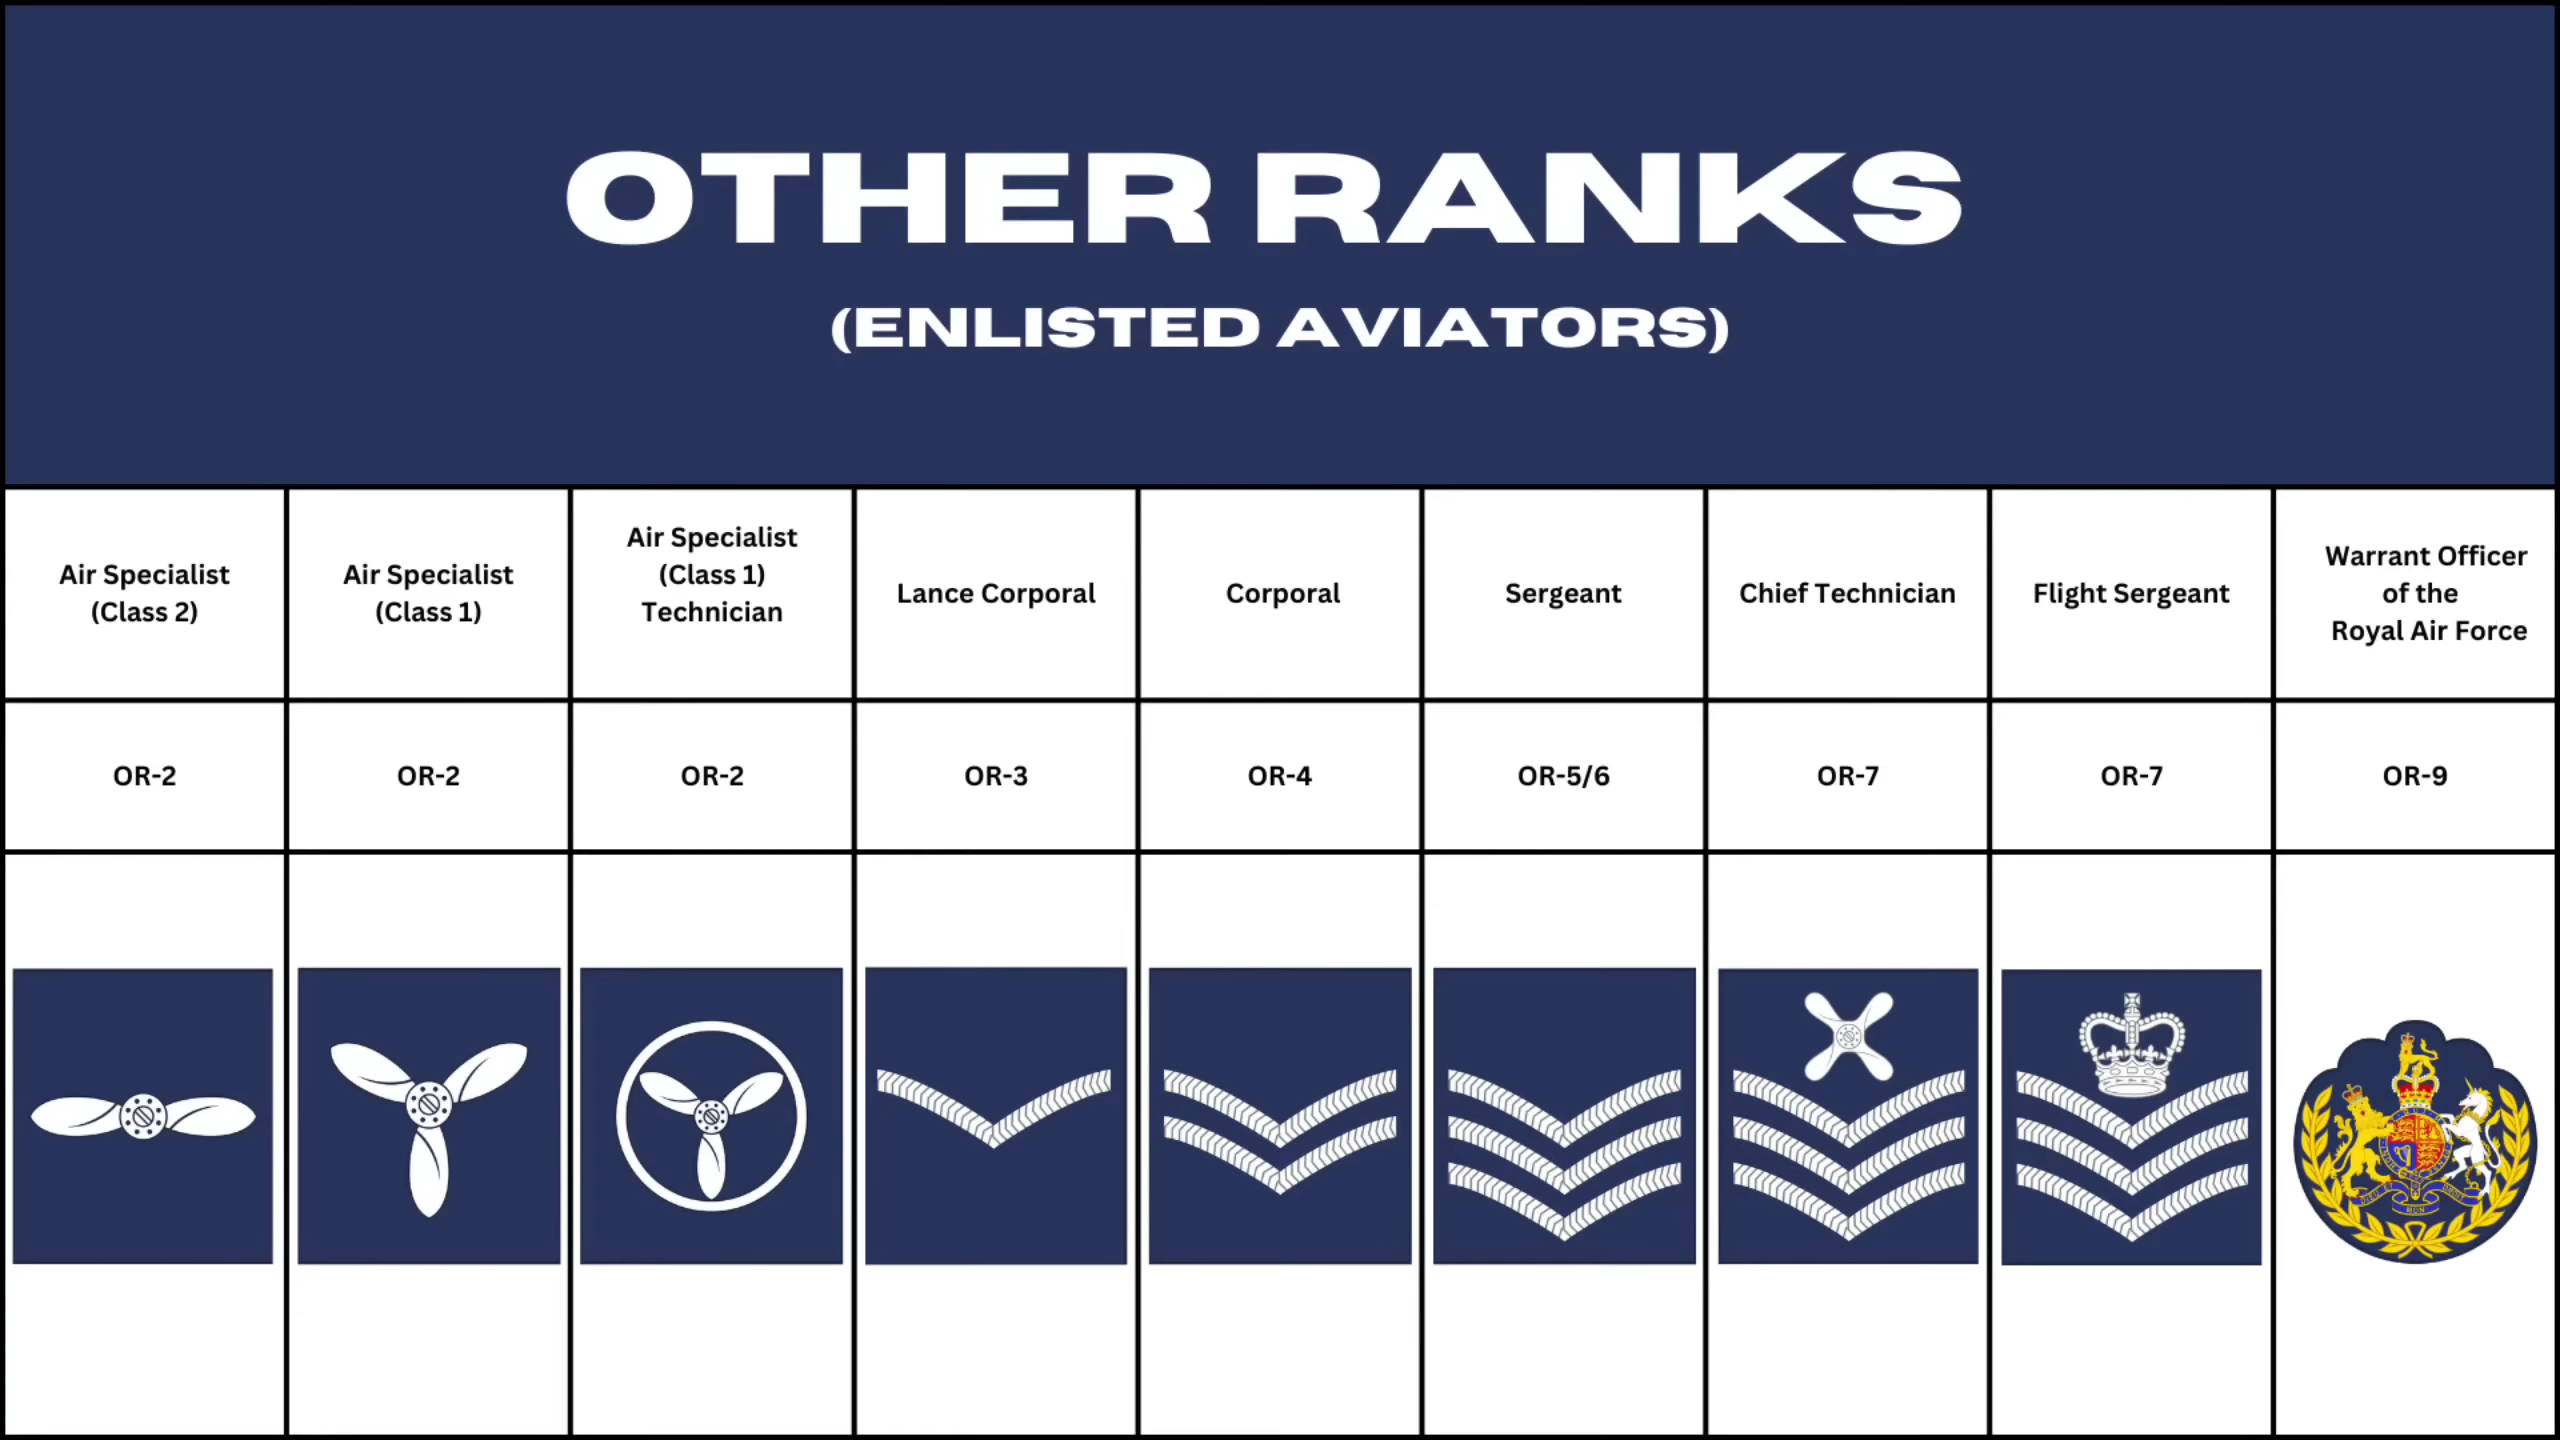 OTHER RANKS
(ENLISTED AVIATORS)
Air Specialist
(Class 2)
Air Specialist
(Class 1)
Air Specialist
(Class 1)
Technician
Lance Corporal
Corporal
Sergeant
Chief Technician
Flight Sergeant
Warrant Officer
of the
Royal Air Force
OR-2
OR-2
OR-2
OR-3
OR-4
OR-5/6
OR-7
OR-7
OR-9